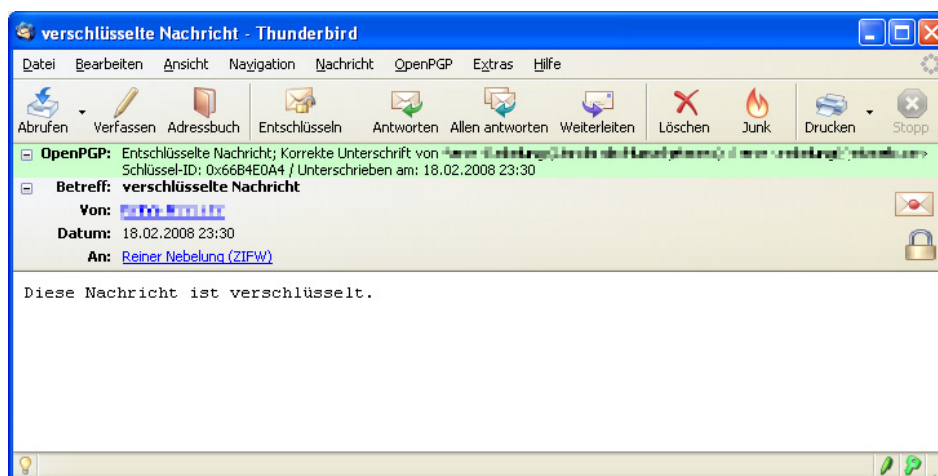 verschlüsselte Nachricht - Thunderbird
Datei Bearbeiten Ansicht Navigation Nachricht OpenPGP Extras Hilfe
Abrufen Verfassen Adressbuch Entschlüsseln Antworten Allen antworten Weiterleiten Löschen Junk Drucken Stopp
OpenPGP: Entschlüsselte Nachricht; Korrekte Unterschrift von
Schlüssel-ID: 0x66B4E0A4 / Unterschrieben am: 18.02.2008 23:30
Betreff: verschlüsselte Nachricht
Von:
Datum: 18.02.2008 23:30
An: Reiner Nebelung (ZIFW)
Diese Nachricht ist verschlüsselt.